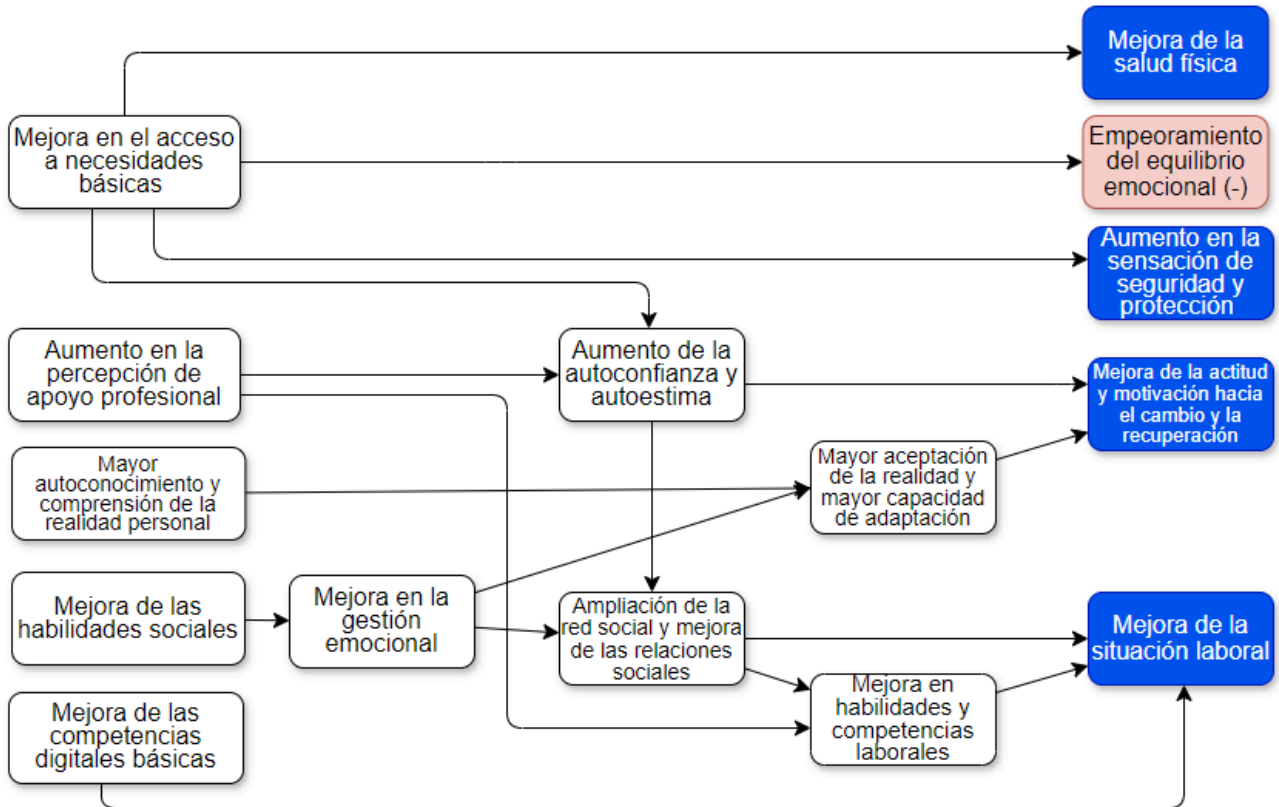 Mejora de la
salud física
Mejora en el acceso
a necesidades
básicas
Empeoramiento
del equilibrio
emocional (-)
Aumento en la
sensación de
seguridad y
protección
Aumento en la
percepción de
apoyo profesional
Aumento de la
autoconfianza y
autoestima
Mejora de la actitud
y motivación hacia
el cambio y la
recuperación
Mayor
autoconocimiento y
comprensión de la
realidad personal
Mayor aceptación
de la realidad y
mayor capacidad
de adaptación
Mejora de las
habilidades sociales
Mejora en la
gestión
emocional
Ampliación de la
red social y mejora
de las relaciones
sociales
Mejora de la
situación laboral
Mejora de las
competencias
digitales básicas
Mejora en
habilidades y
competencias
laborales